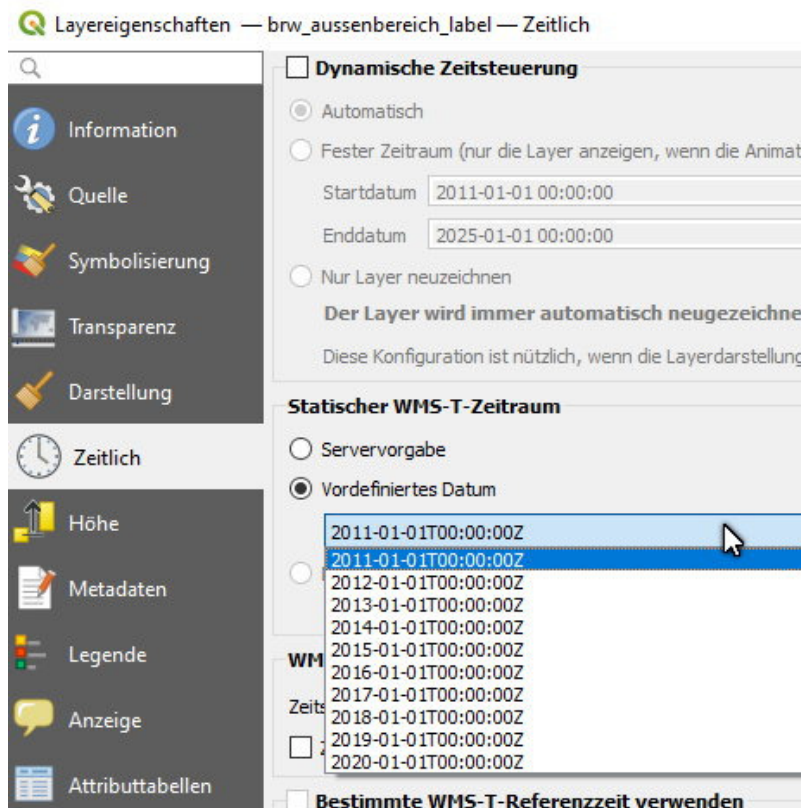 Layereigenschaften — brw_aussenbereich_label — Zeitlich
Information
Quelle
Symbolisierung
Transparenz
Darstellung
Zeitlich
Höhe
Metadaten
Legende
Anzeige
Attributtabellen
Dynamische Zeitsteuerung
Automatisch
Fester Zeitraum (nur die Layer anzeigen, wenn die Animat
Startdatum 2011-01-01 00:00:00
Enddatum 2025-01-01 00:00:00
Nur Layer neuzeichnen
Der Layer wird immer automatisch neugezeichne
Diese Konfiguration ist nützlich, wenn die Layerdarstellung
Statischer WMS-T-Zeitraum
Servervorgabe
Vordefiniertes Datum
2011-01-01T00:00:00Z
2011-01-01T00:00:00Z
2012-01-01T00:00:00Z
2013-01-01T00:00:00Z
2014-01-01T00:00:00Z
2015-01-01T00:00:00Z
2016-01-01T00:00:00Z
2017-01-01T00:00:00Z
2018-01-01T00:00:00Z
2019-01-01T00:00:00Z
2020-01-01T00:00:00Z
WM
Zeits
Bestimmte WMS-T-Referenzzeit verwenden